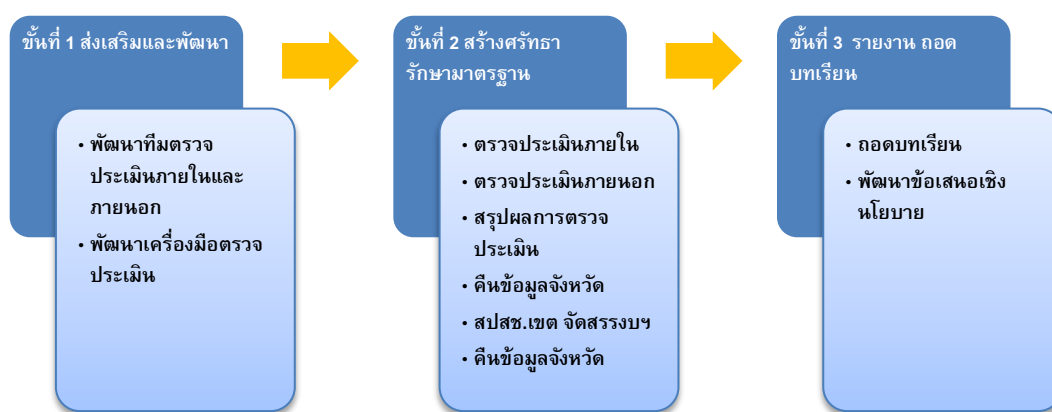 ขั้นที่ 1 ส่งเสริมและพัฒนา
• พัฒนาทีมตรวจ
ประเมินภายในและ
ภายนอก
• พัฒนาเครื่องมือตรวจ
ประเมิน
ขั้นที่ 2 สร้างศรัทธา
รักษามาตรฐาน
• ตรวจประเมินภายใน
• ตรวจประเมินภายนอก
• สรุปผลการตรวจ
ประเมิน
• คืนข้อมูลจังหวัด
• สปสช.เขต จัดสรรงบฯ
• คืนข้อมูลจังหวัด
ขั้นที่ 3 รายงาน ถอด
บทเรียน
• ถอดบทเรียน
• พัฒนาข้อเสนอเชิง
นโยบาย